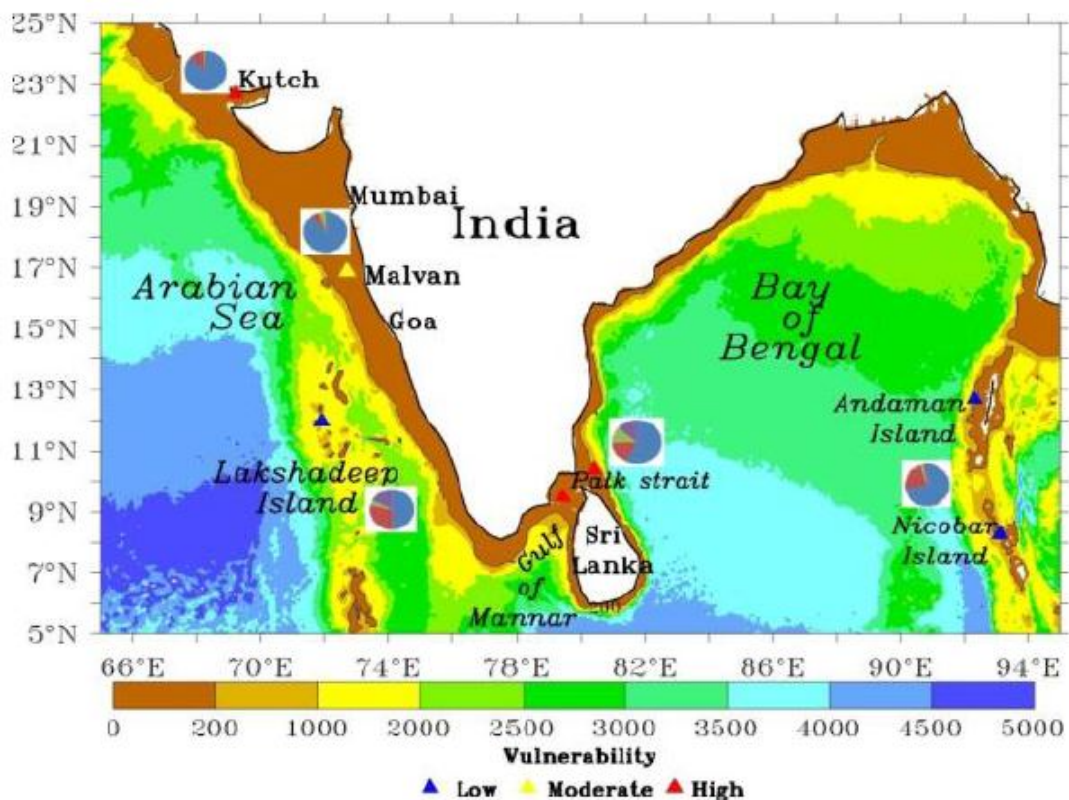 25°N
23°N
21°N
19°N
17°N
15°N
13°N
11°N
9°N
7°N
5°N
Kutch
Mumbai
India
Malvan
Arabian
Sea
Goa
Bay
of
Bengal
Andaman
Island
Lakshadeep
Island
Palk strait
Nicobar
Island
Sri
Lanka
Gulf
of
Mannar
200
66°E 70°E 74°E 78°E 82°E 86°E 90°E 94°E
0 200 1000 2000 2500 3000 3500 4000 4500 5000
Vulnerability
Low Moderate High